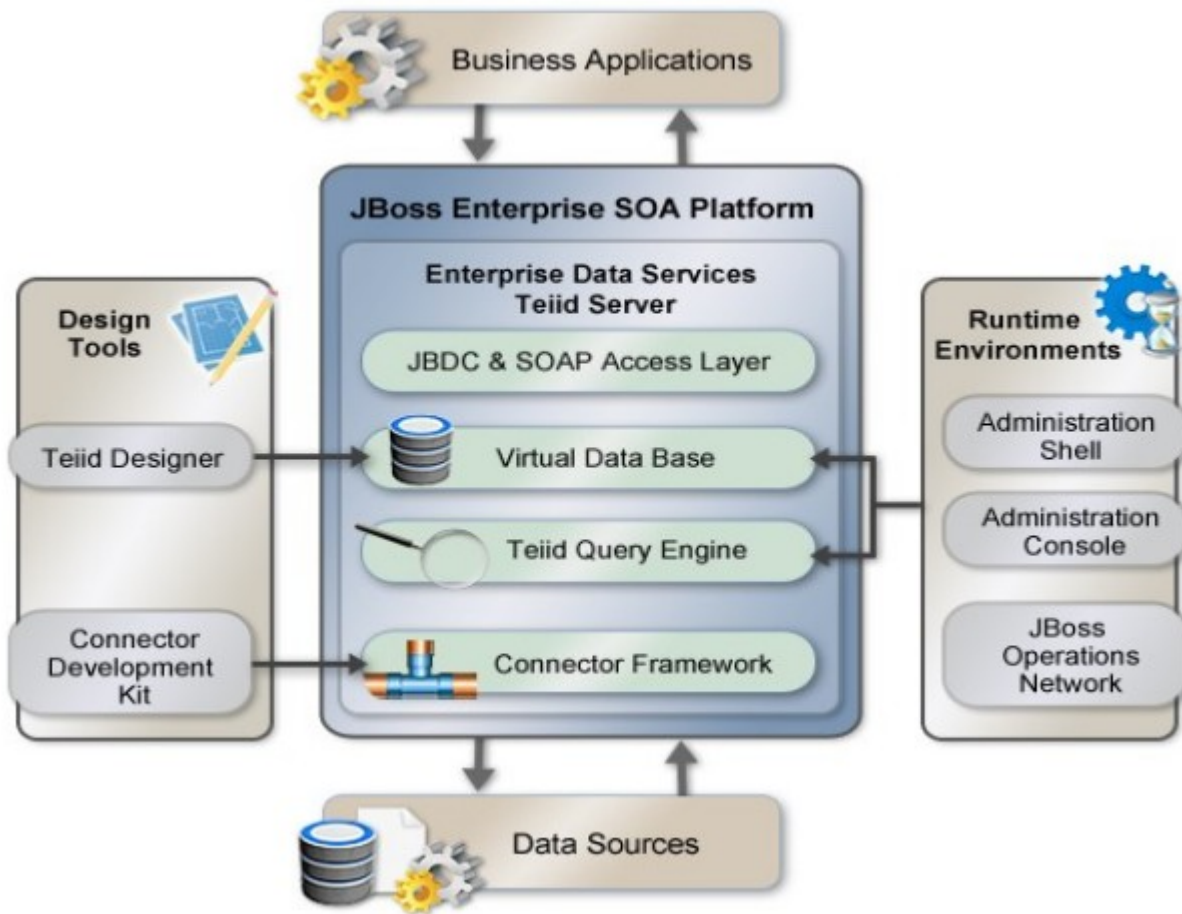 Business Applications
JBoss Enterprise SOA Platform
Enterprise Data Services
Teiid Server
JBDC & SOAP Access Layer
Virtual Data Base
Teiid Query Engine
Connector Framework
Design
Tools
Teiid Designer
Connector
Development
Kit
Runtime
Environments
Administration
Shell
Administration
Console
JBoss
Operations
Network
Data Sources